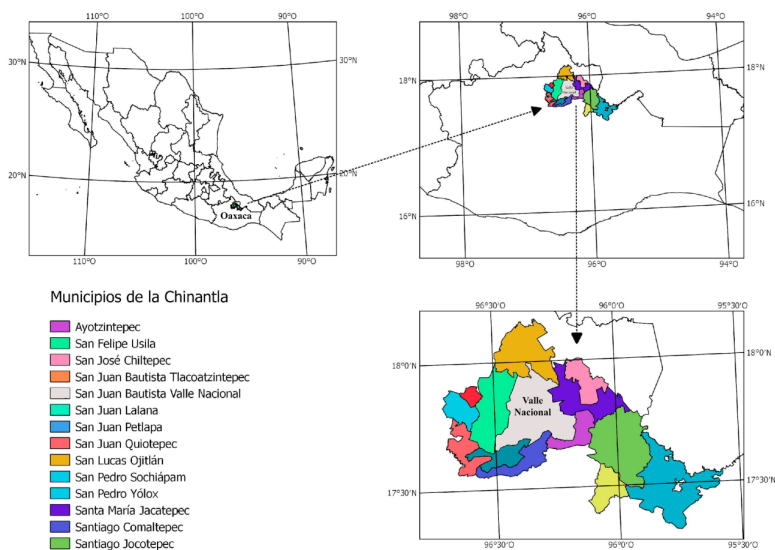 110°O
100°O
90°O
30°N
30°N
20°N
20°N
Oaxaca
110°O
100°O
90°O
98°O
96°O
94°O
18°N
18°N
Valle
Nacional
16°N
16°N
98°O
96°O
94°O
Municipios de la Chinantla
Ayotzintepec
San Felipe Usila
San José Chiltepec
San Juan Bautista Tlacoatzintepec
San Juan Bautista Valle Nacional
San Juan Lalana
San Juan Petlapa
San Juan Quiotepec
San Lucas Ojitlán
San Pedro Sochiápam
San Pedro Yólox
Santa María Jacatepec
Santiago Comaltepec
Santiago Jocotepec
96°30'O
96°0'O
95°30'O
18°0'N
18°0'N
Valle
Nacional
17°30'N
17°30'N
96°30'O
96°0'O
95°30'O